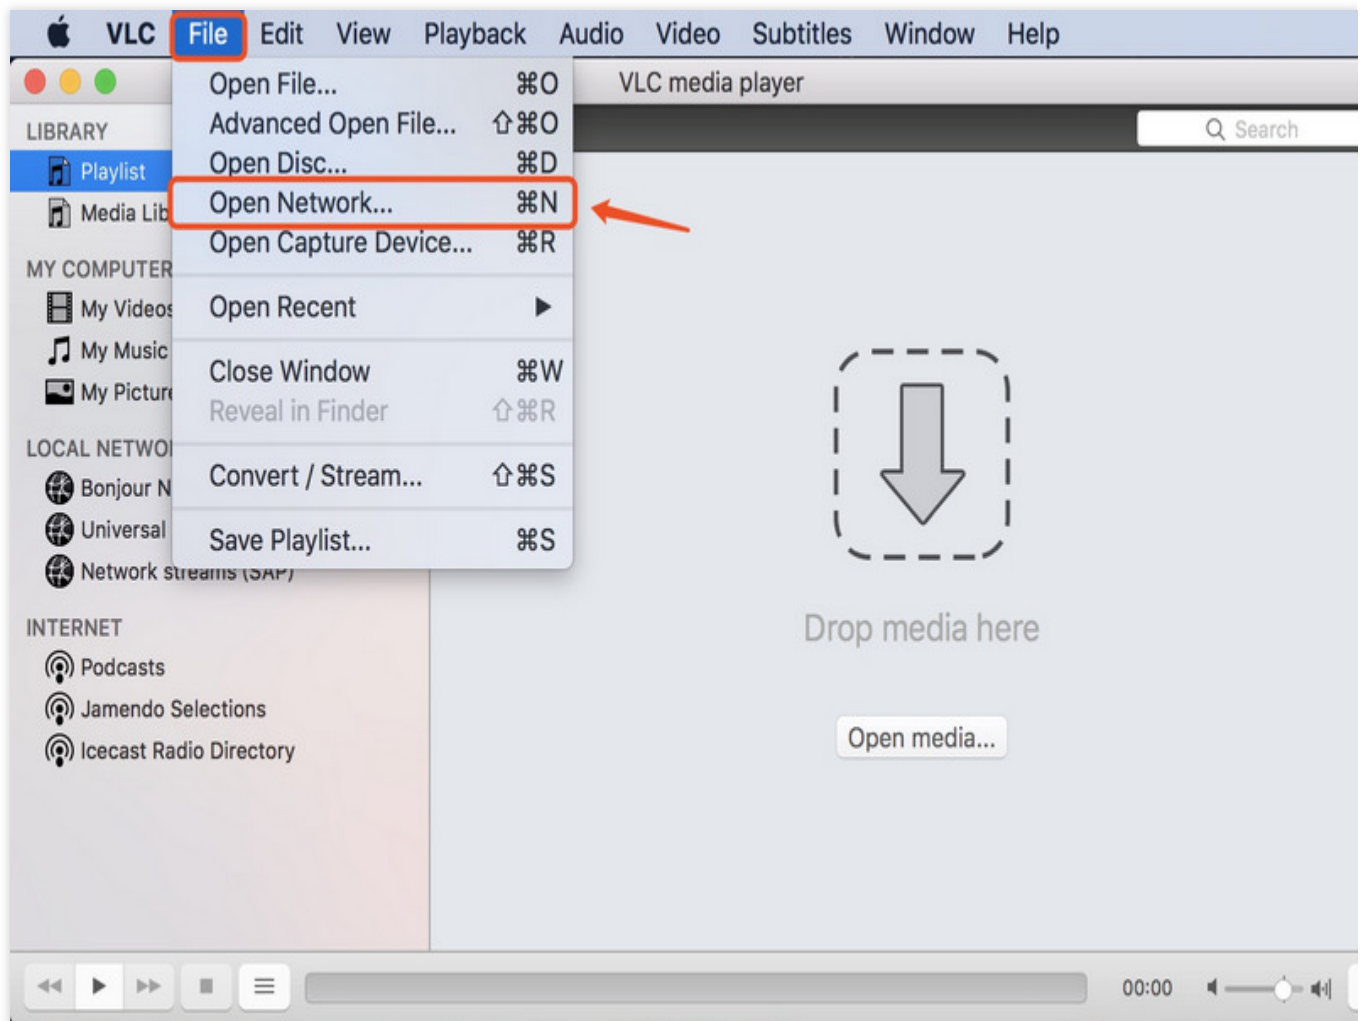 VLC File Edit View Playback Audio Video Subtitles Window Help
VLC media player
Open File... ⌘O
Advanced Open File... ⇧⌘O
Open Disc... ⌘D
Open Network... ⌘N
Open Capture Device... ⌘R
Open Recent ▶
Close Window ⌘W
Reveal in Finder ⇧⌘R
Convert / Stream... ⇧⌘S
Save Playlist... ⌘S
Search
LIBRARY
Playlist
Media Lib
MY COMPUTER
My Videos
My Music
My Picture
LOCAL NETWO
Bonjour N
Universal
Network streams (SAP)
INTERNET
Podcasts
Jamendo Selections
Icecast Radio Directory
Drop media here
Open media...
00:00